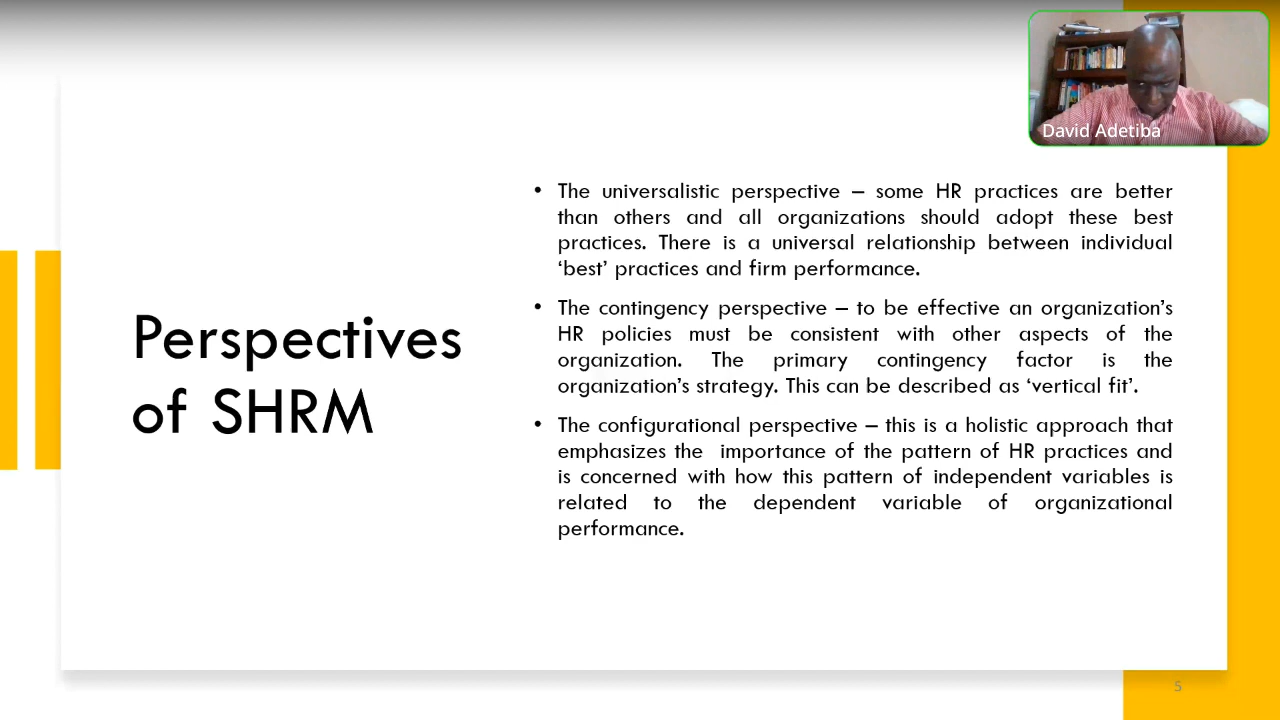 David Adetiba
Perspectives
of SHRM
• The universalistic perspective – some HR practices are better
than others and all organizations should adopt these best
practices. There is a universal relationship between individual
‘best’ practices and firm performance.
• The contingency perspective – to be effective an organization’s
HR policies must be consistent with other aspects of the
organization. The primary contingency factor is the
organization’s strategy. This can be described as ‘vertical fit’.
• The configurational perspective – this is a holistic approach that
emphasizes the importance of the pattern of HR practices and
is concerned with how this pattern of independent variables is
related to the dependent variable of organizational
performance.
5